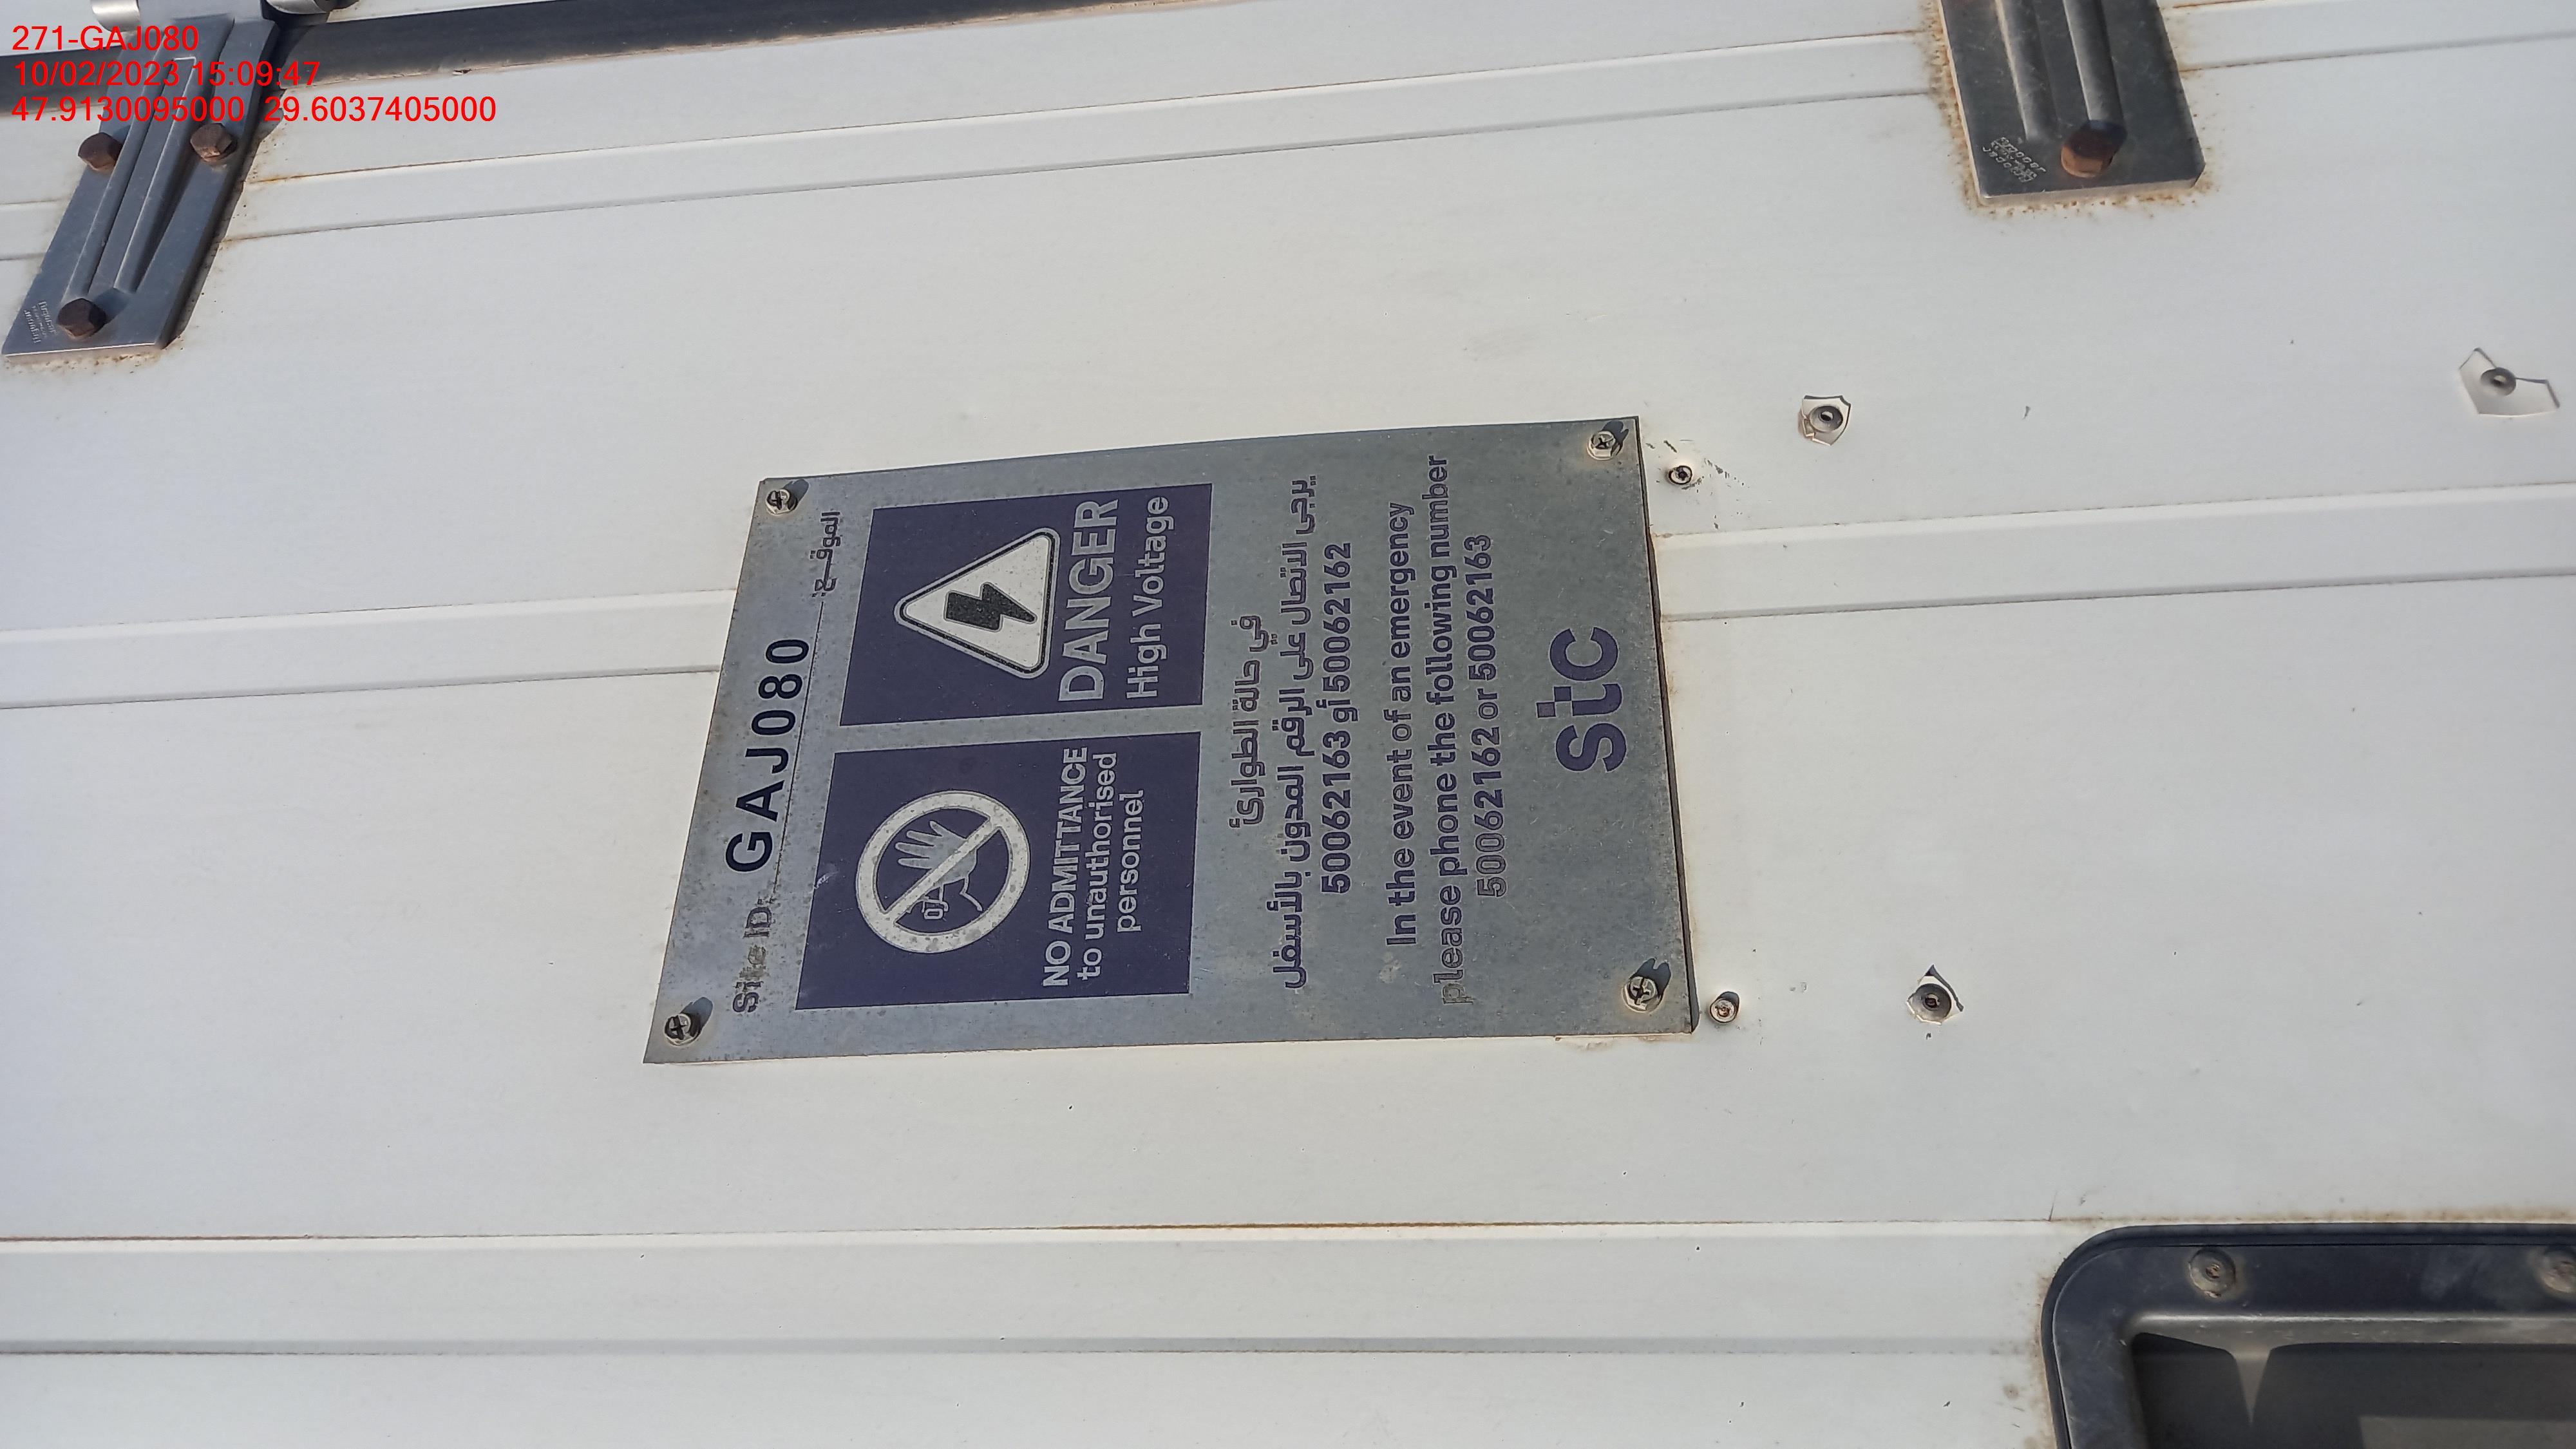 271-GAJ080
10/02/2023 15:09:47
47.9130095000 29.6037405000
Site ID: GAJ080 الموقع:
NO ADMITTANCE
to unauthorised
personnel
DANGER
High Voltage
في حالة الطوارئ
يرجى الاتصال على الرقم المدون بالأسفل
50062163 أو 50062162
In the event of an emergency
please phone the following number
50062162 or 50062163
stc